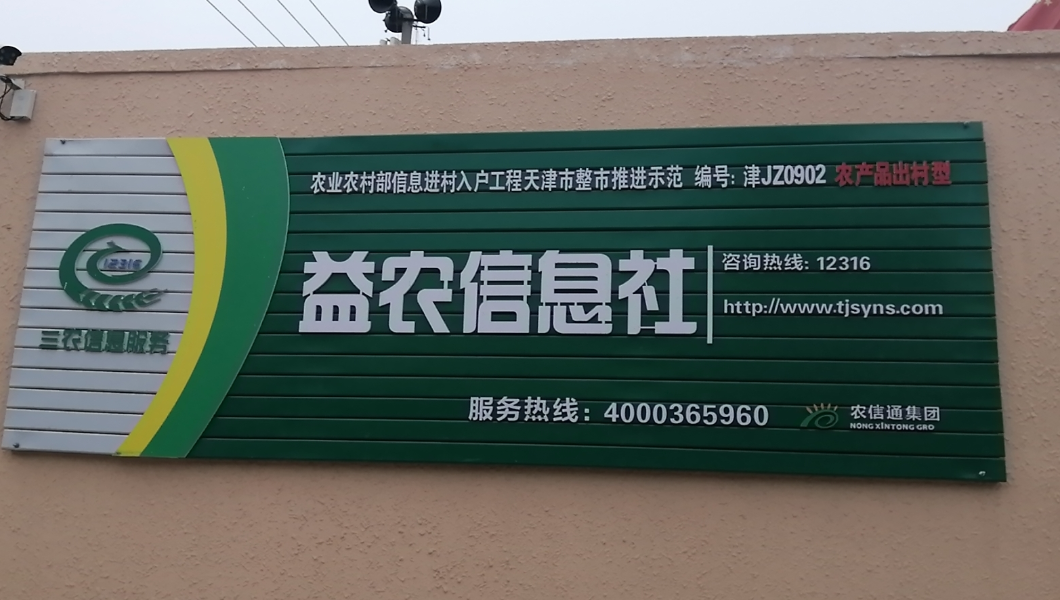 农业农村部信息进村入户工程天津市整市推进示范 编号: 津JZ0902 农产品出村型
12316
三农信息服务
益农信息社
咨询热线: 12316
http://www.tjsyns.com
服务热线: 4000365960
农信通集团
NONGXINTONG GRO